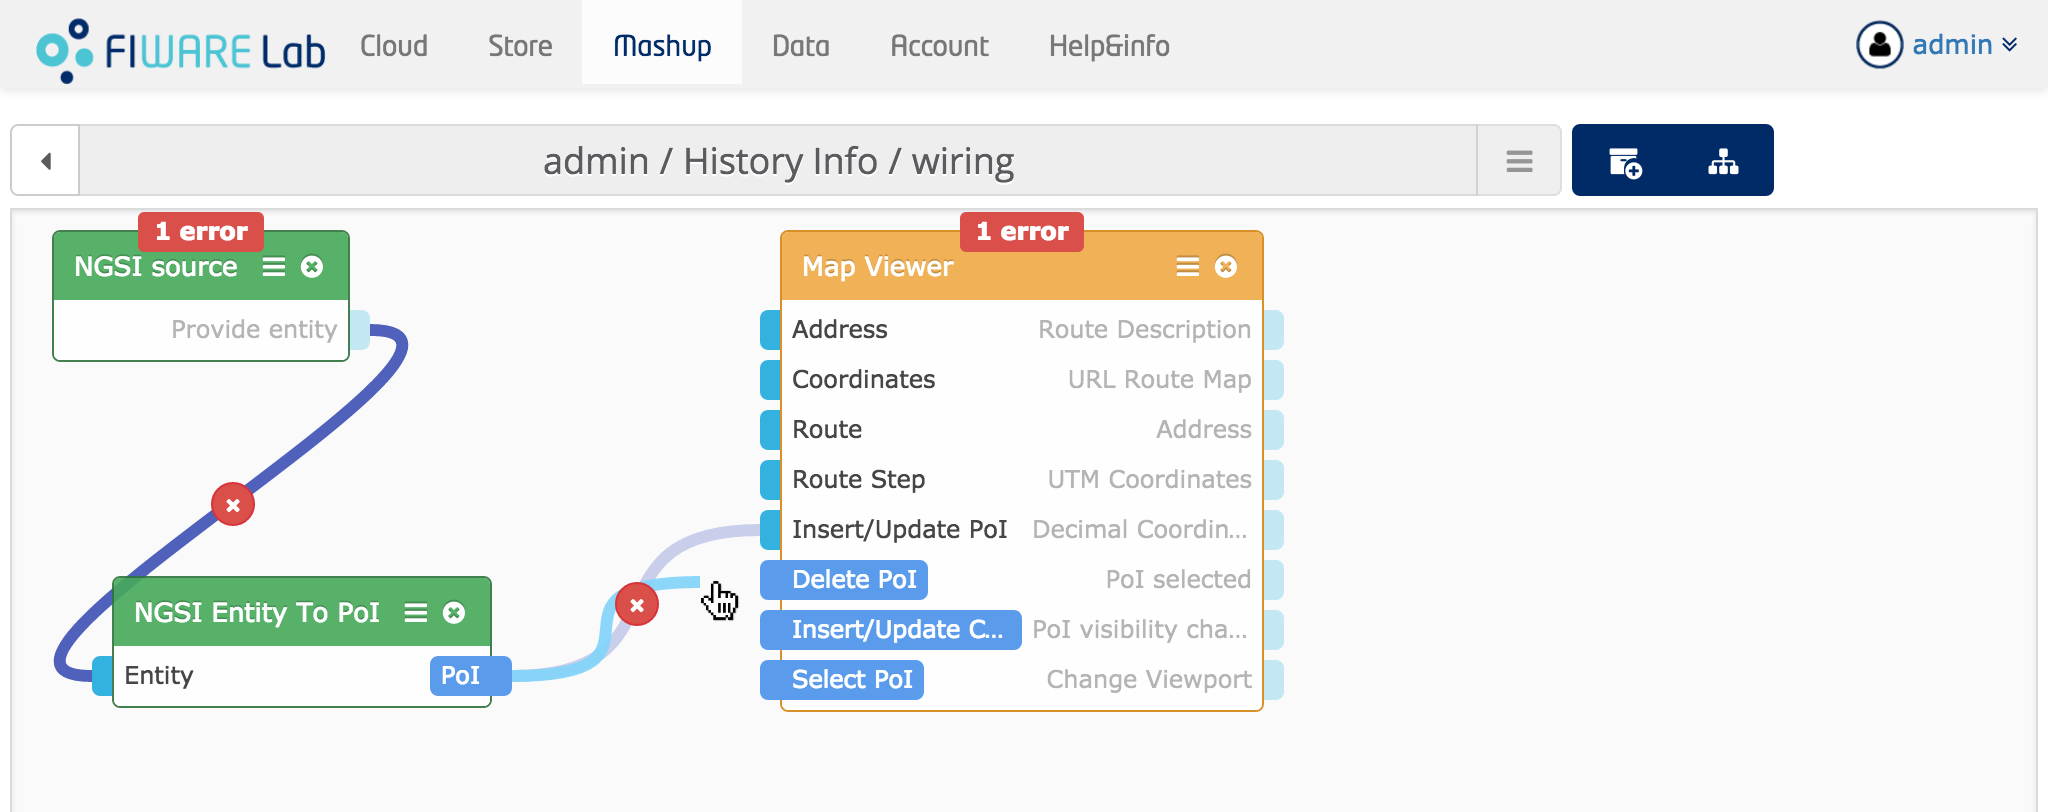 FIWARE Lab Cloud Store Mashup Data Account Help&info admin
admin / History Info / wiring
1 error
NGSI source
Provide entity
NGSI Entity To PoI
Entity PoI
1 error
Map Viewer
Address Route Description
Coordinates URL Route Map
Route Address
Route Step UTM Coordinates
Insert/Update PoI Decimal Coordin...
Delete PoI PoI selected
Insert/Update C... PoI visibility cha...
Select PoI Change Viewport